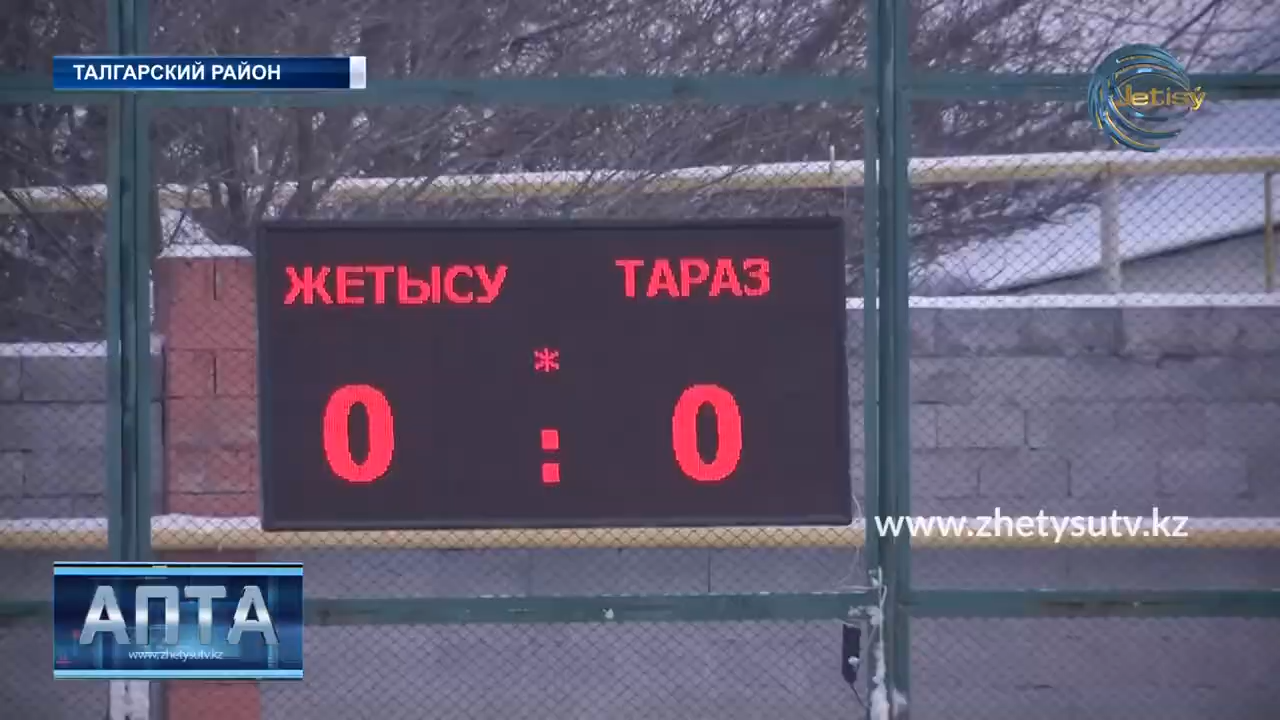 ТАЛГАРСКИЙ РАЙОН
Jetisý
ЖЕТЫСУ ТАРАЗ
*
0 : 0
www.zhetysutv.kz
АПТА
www.zhetysutv.kz